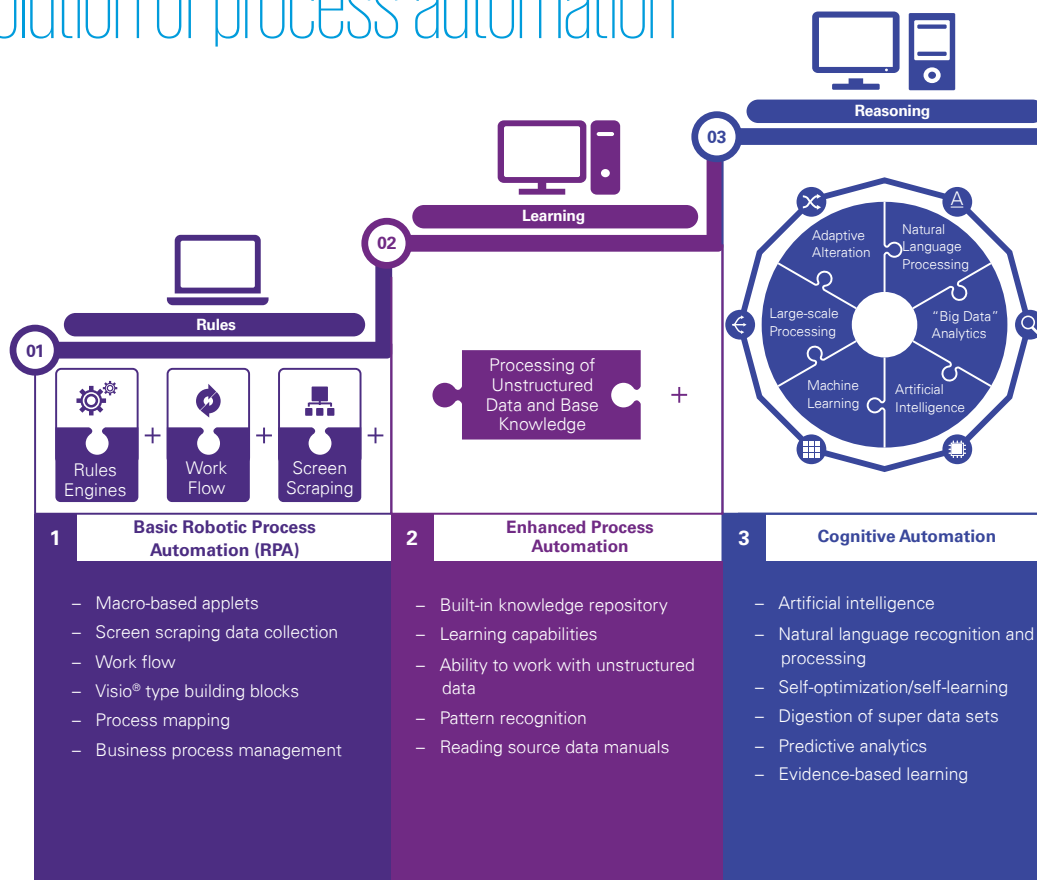 olution of process automation
03
Reasoning
02
Learning
01
Rules
Adaptive
Alteration
Natural
Language
Processing
Large-scale
Processing
"Big Data"
Analytics
Machine
Learning
Artificial
Intelligence
A
Processing of
Unstructured
Data and Base
Knowledge
+
Rules
Engines
+
Work
Flow
+
Screen
Scraping
+
1
Basic Robotic Process
Automation (RPA)
– Macro-based applets
– Screen scraping data collection
– Work flow
– Visio® type building blocks
– Process mapping
– Business process management
2
Enhanced Process
Automation
– Built-in knowledge repository
– Learning capabilities
– Ability to work with unstructured
data
– Pattern recognition
– Reading source data manuals
3
Cognitive Automation
– Artificial intelligence
– Natural language recognition and
processing
– Self-optimization/self-learning
– Digestion of super data sets
– Predictive analytics
– Evidence-based learning